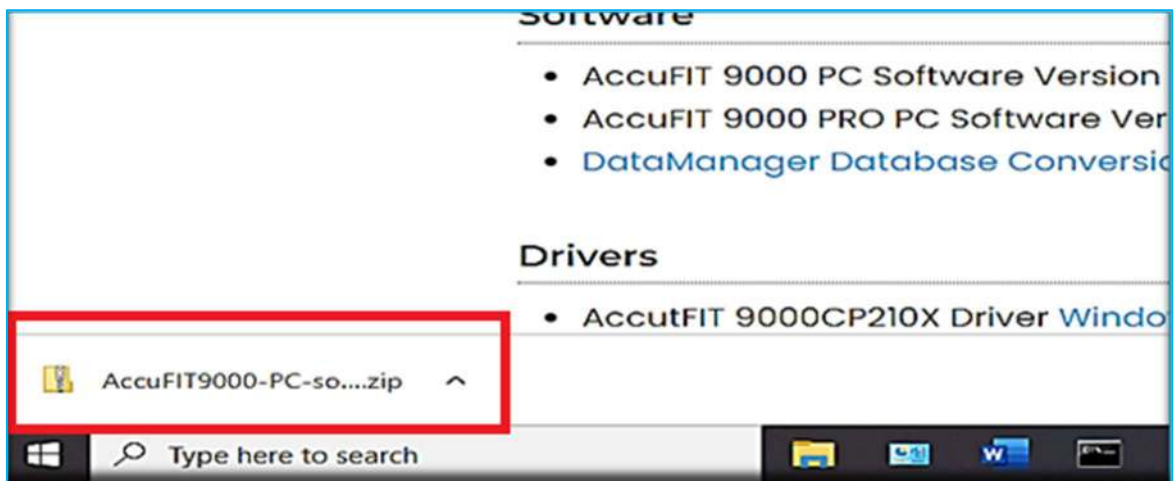 Software
• AccuFIT 9000 PC Software Version
• AccuFIT 9000 PRO PC Software Ver
• DataManager Database Conversio
Drivers
• AccutFIT 9000CP210X Driver Windo
AccuFIT9000-PC-so....zip
Type here to search